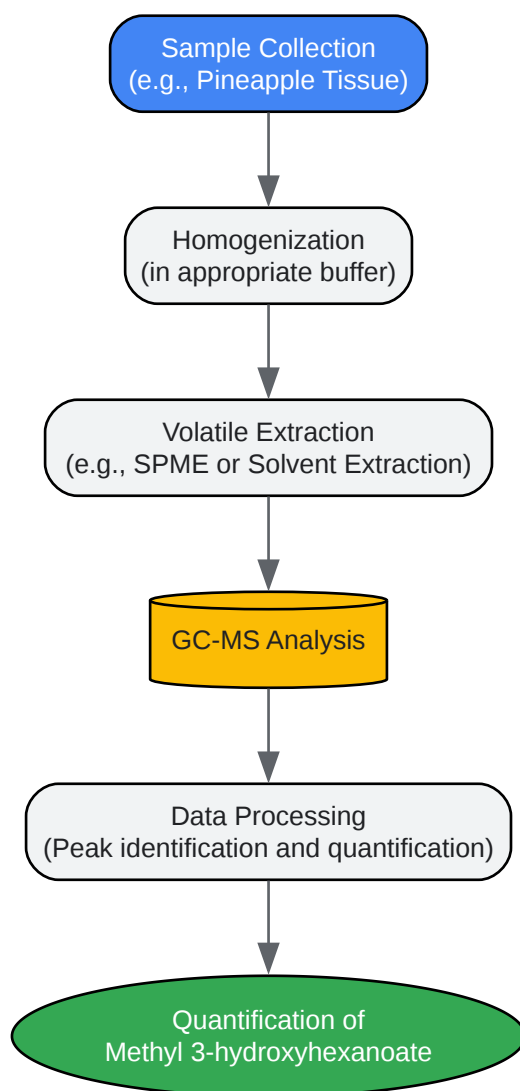 Sample Collection
(e.g., Pineapple Tissue)
Homogenization
(in appropriate buffer)
Volatile Extraction
(e.g., SPME or Solvent Extraction)
GC-MS Analysis
Data Processing
(Peak identification and quantification)
Quantification of
Methyl 3-hydroxyhexanoate